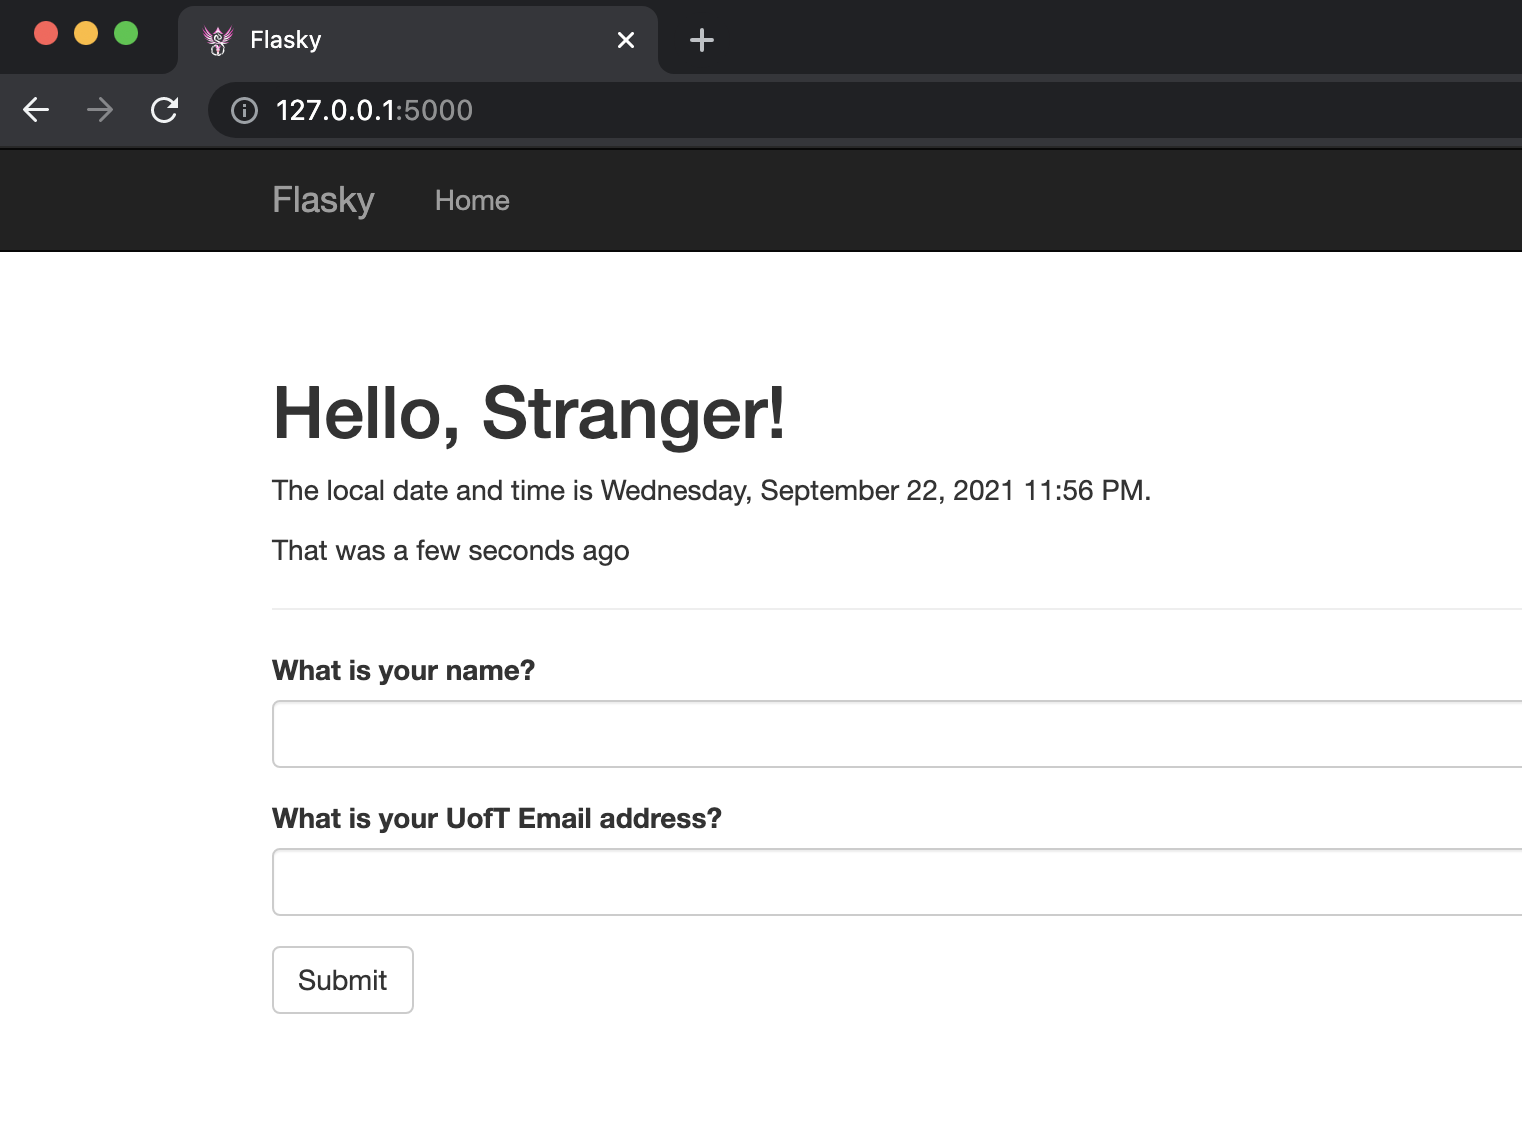 Flasky
127.0.0.1:5000
Flasky Home
Hello, Stranger!
The local date and time is Wednesday, September 22, 2021 11:56 PM.
That was a few seconds ago
What is your name?
What is your UofT Email address?
Submit